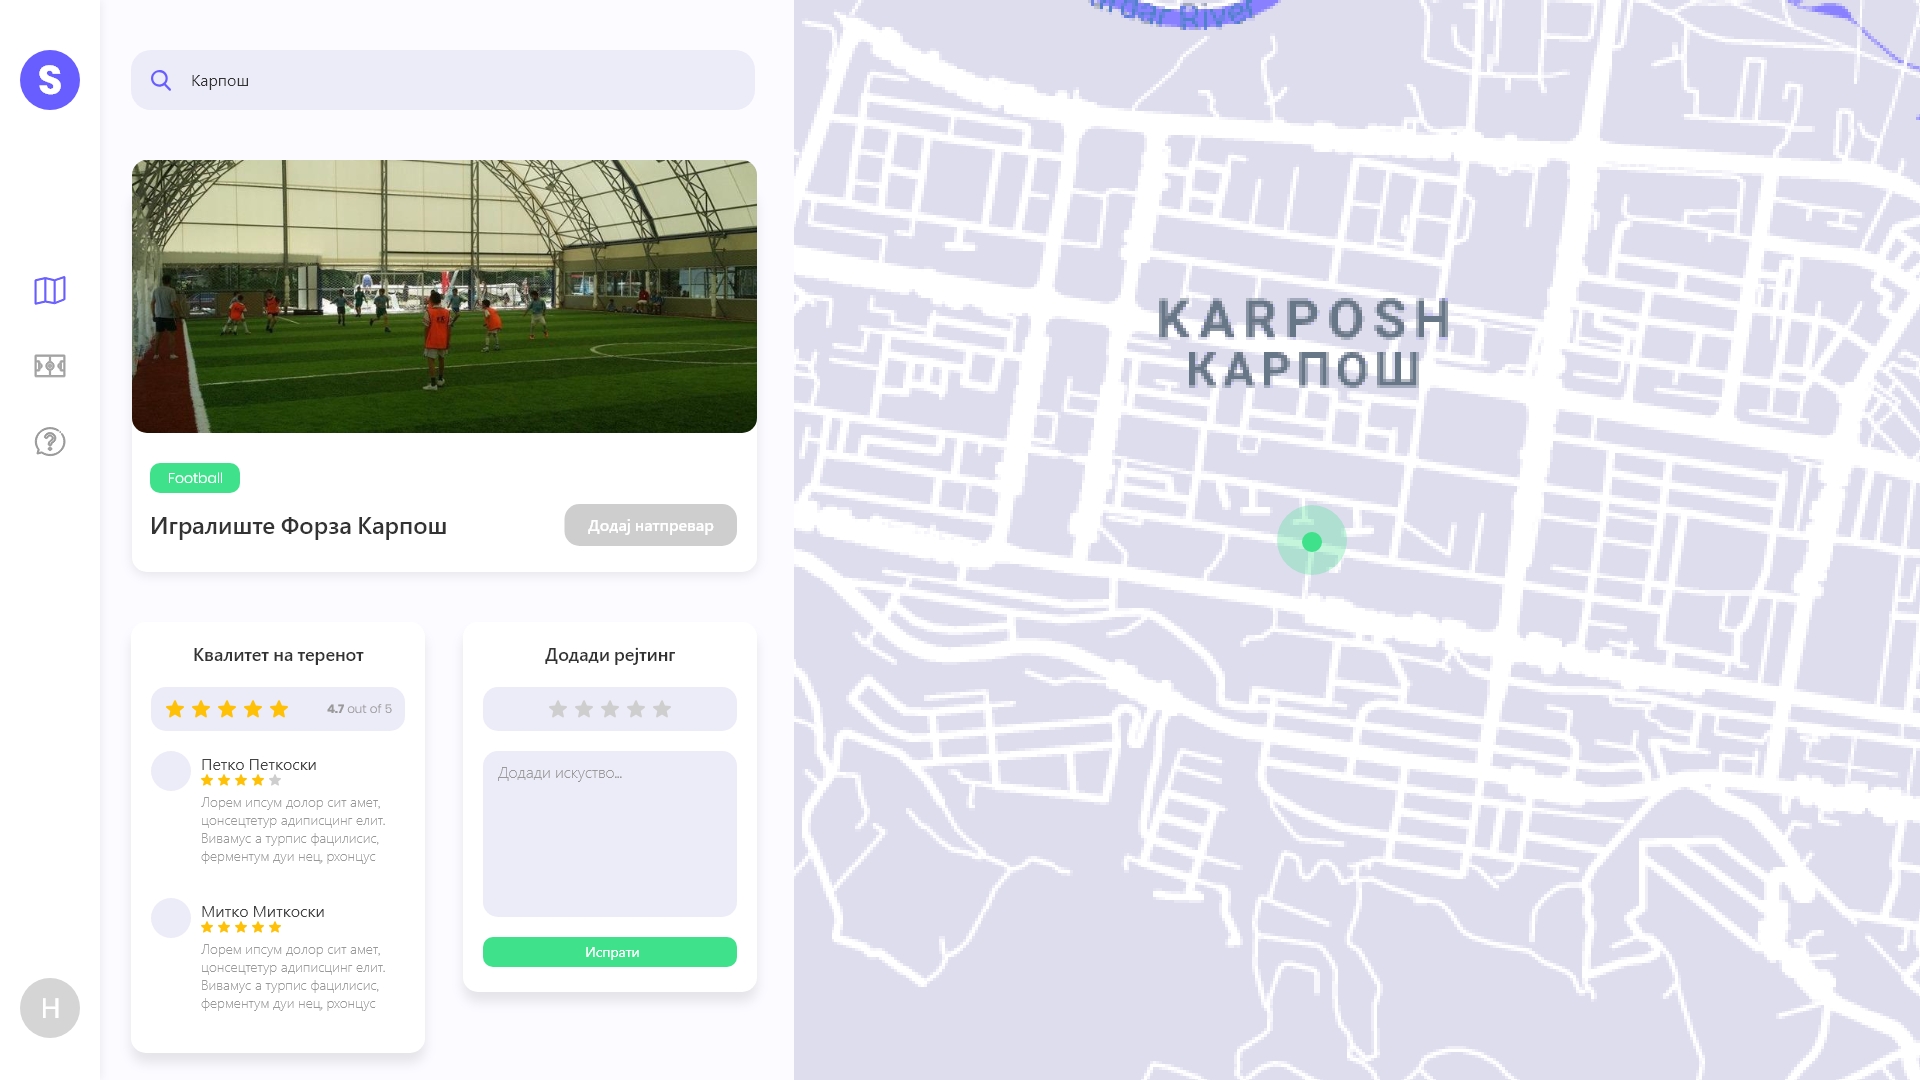 S
Карпош
Football
Игралиште Форза Карпош
Додај натпревар
Квалитет на теренот
4.7 out of 5
Петко Петкоски
Лорем ипсум долор сит амет,
цонсецтетур адиписцинг елит.
Вивамус а турпис фацилисис,
ферментум дуи нец, рхонцус
Митко Миткоски
Лорем ипсум долор сит амет,
цонсецтетур адиписцинг елит.
Вивамус а турпис фацилисис,
ферментум дуи нец, рхонцус
Додади рејтинг
Додади искуство...
Испрати
H
River
KARPOSH
КАРПОШ